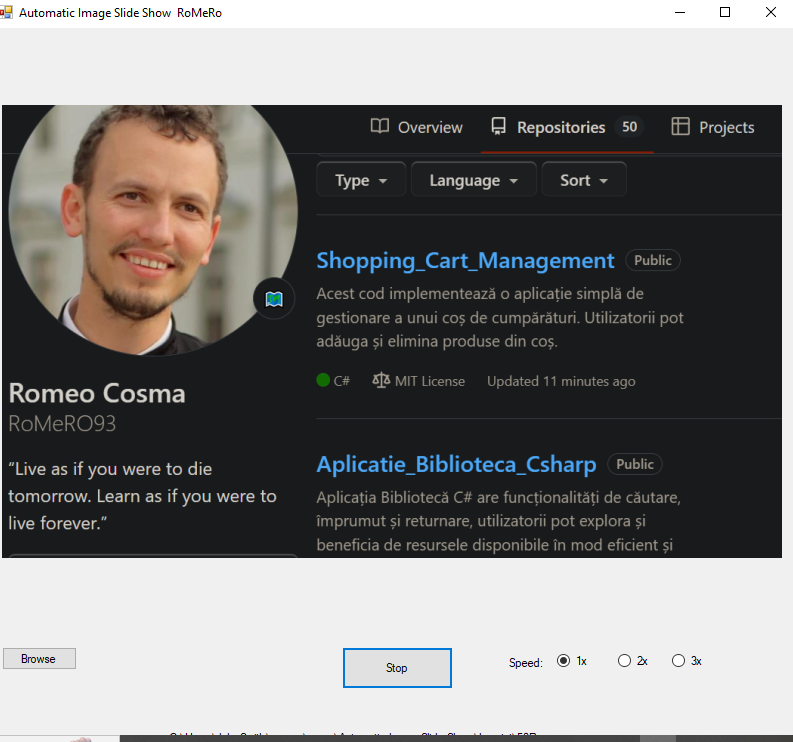 Automatic Image Slide Show RoMeRo
Overview
Repositories 50
Projects
Type
Language
Sort
Romeo Cosma
RoMeRO93
“Live as if you were to die
tomorrow. Learn as if you were to
live forever.”
Shopping_Cart_Management Public
Acest cod implementează o aplicație simplă de
gestionare a unui coș de cumpărături. Utilizatorii pot
adăuga și elimina produse din coș.
C# MIT License Updated 11 minutes ago
Aplicatie_Biblioteca_Csharp Public
Aplicația Bibliotecă C# are funcționalități de căutare,
împrumut și returnare, utilizatorii pot explora și
beneficia de resursele disponibile în mod eficient și
Browse
Stop
Speed: 1x 2x 3x